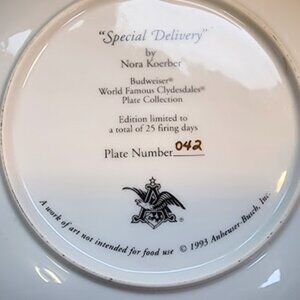 "Special Delivery"
by
Nora Koerber
Budweiser®
World Famous Clydesdales®
Plate Collection
Edition limited to
a total of 25 firing days
Plate Number 042
A work of art not intended for food use © 1993 Anheuser-Busch, Inc.